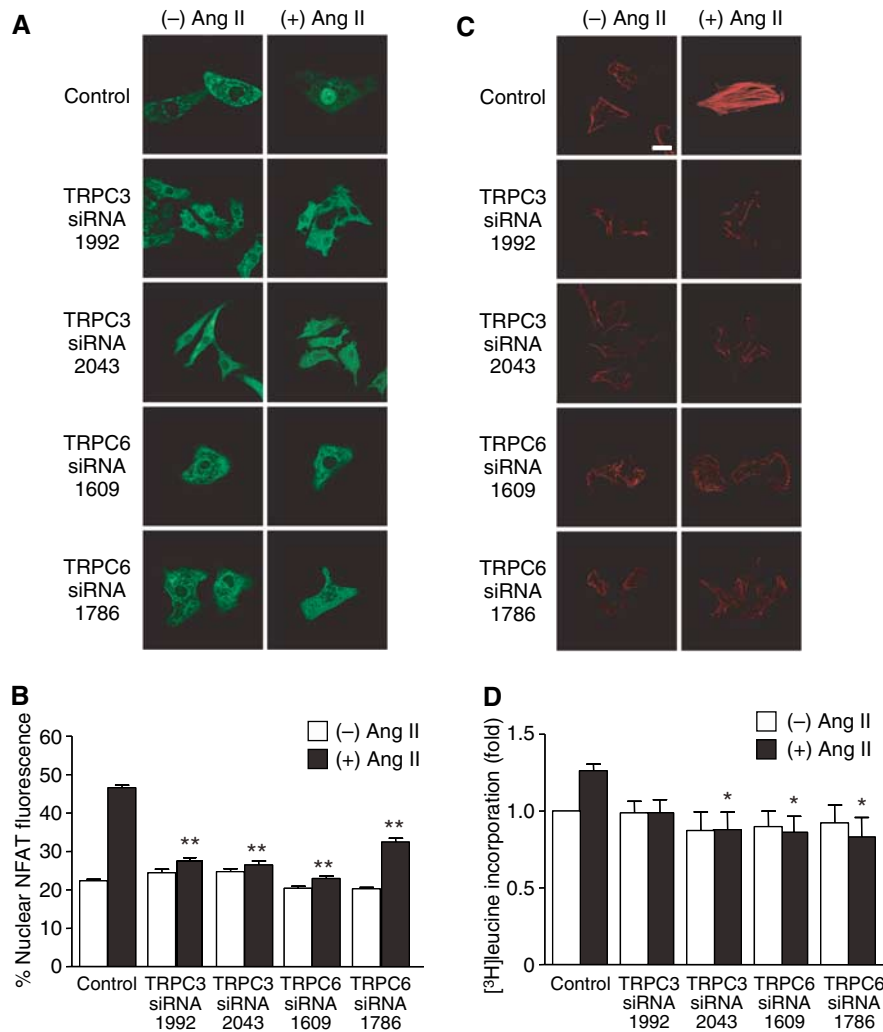 A
(–) Ang II
(+) Ang II
Control
TRPC3
siRNA
1992
TRPC3
siRNA
2043
TRPC6
siRNA
1609
TRPC6
siRNA
1786
B
(–) Ang II
(+) Ang II
% Nuclear NFAT fluorescence
60
50
40
30
20
10
0
**
**
**
**
Control
TRPC3
siRNA
1992
TRPC3
siRNA
2043
TRPC6
siRNA
1609
TRPC6
siRNA
1786
C
(–) Ang II
(+) Ang II
Control
TRPC3
siRNA
1992
TRPC3
siRNA
2043
TRPC6
siRNA
1609
TRPC6
siRNA
1786
D
(–) Ang II
(+) Ang II
[³H]leucine incorporation (fold)
1.5
1.0
0.5
0
*
*
*
Control
TRPC3
siRNA
1992
TRPC3
siRNA
2043
TRPC6
siRNA
1609
TRPC6
siRNA
1786